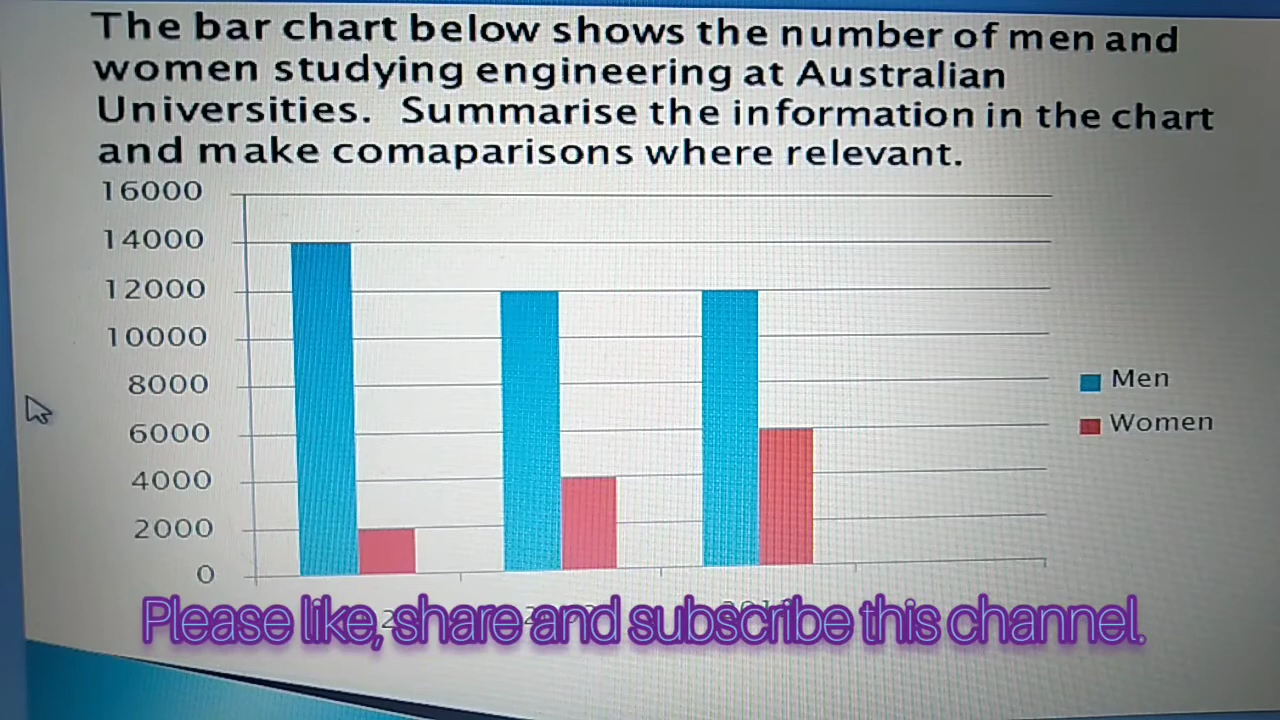 The bar chart below shows the number of men and
women studying engineering at Australian
Universities. Summarise the information in the chart
and make comaparisons where relevant.
16000
14000
12000
10000
8000
6000
4000
2000
0
Men
Women
Please like, share and subscribe this channel.